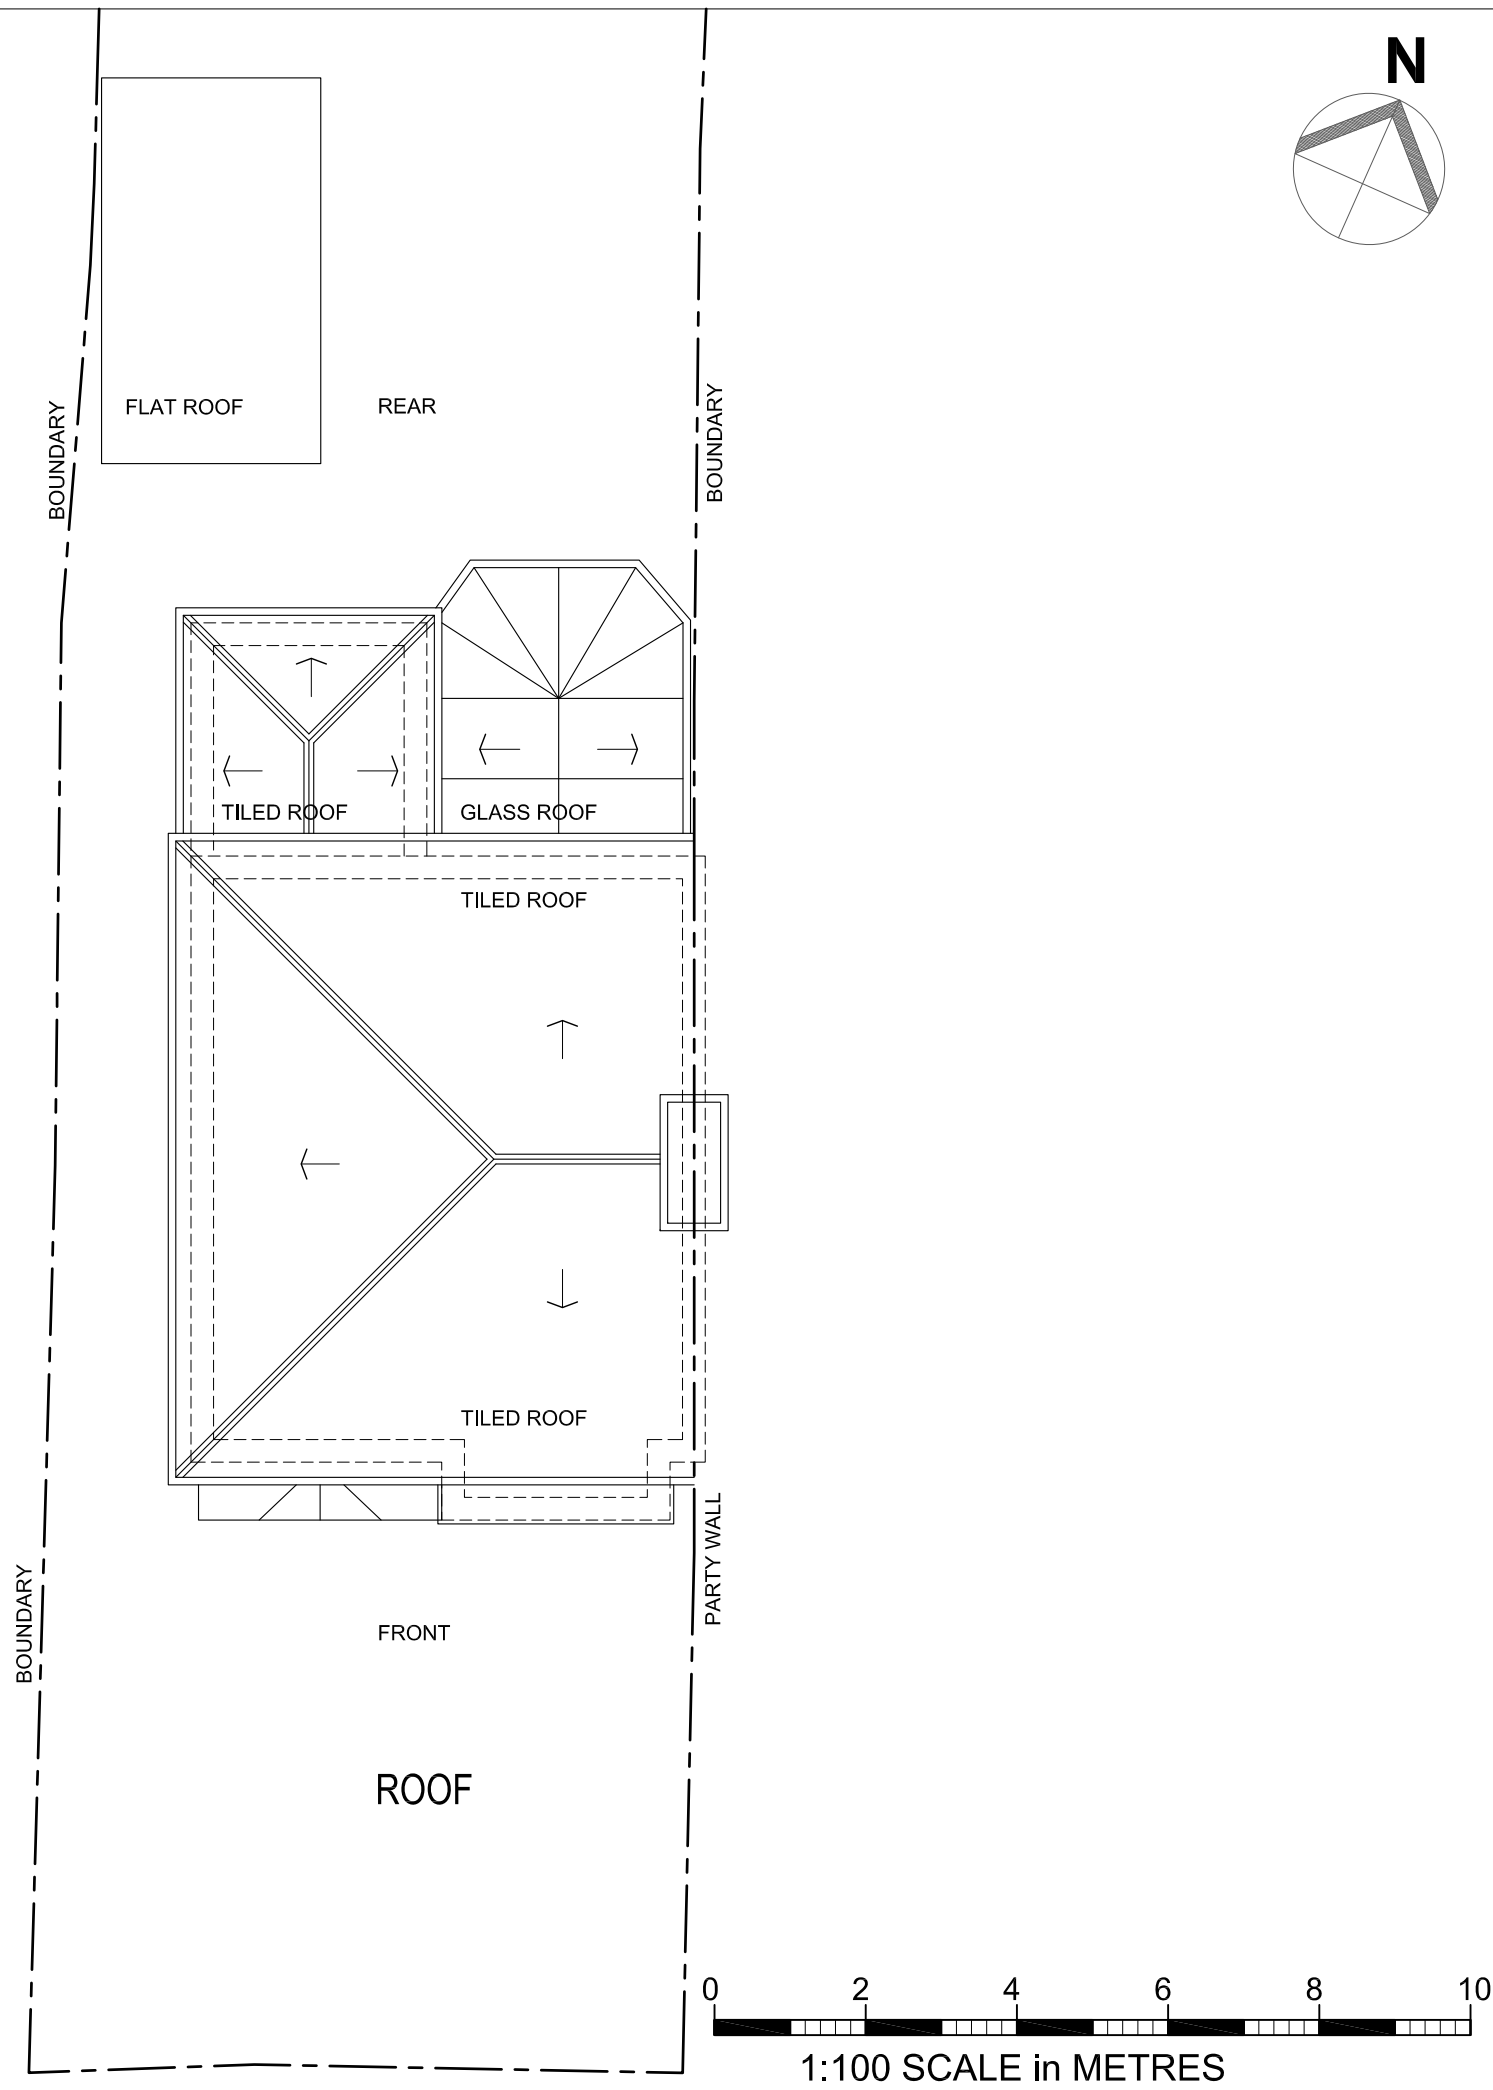 N
FLAT ROOF
REAR
BOUNDARY
BOUNDARY
TILED ROOF
GLASS ROOF
TILED ROOF
TILED ROOF
PARTY WALL
BOUNDARY
FRONT
ROOF
0 2 4 6 8 10
1:100 SCALE in METRES